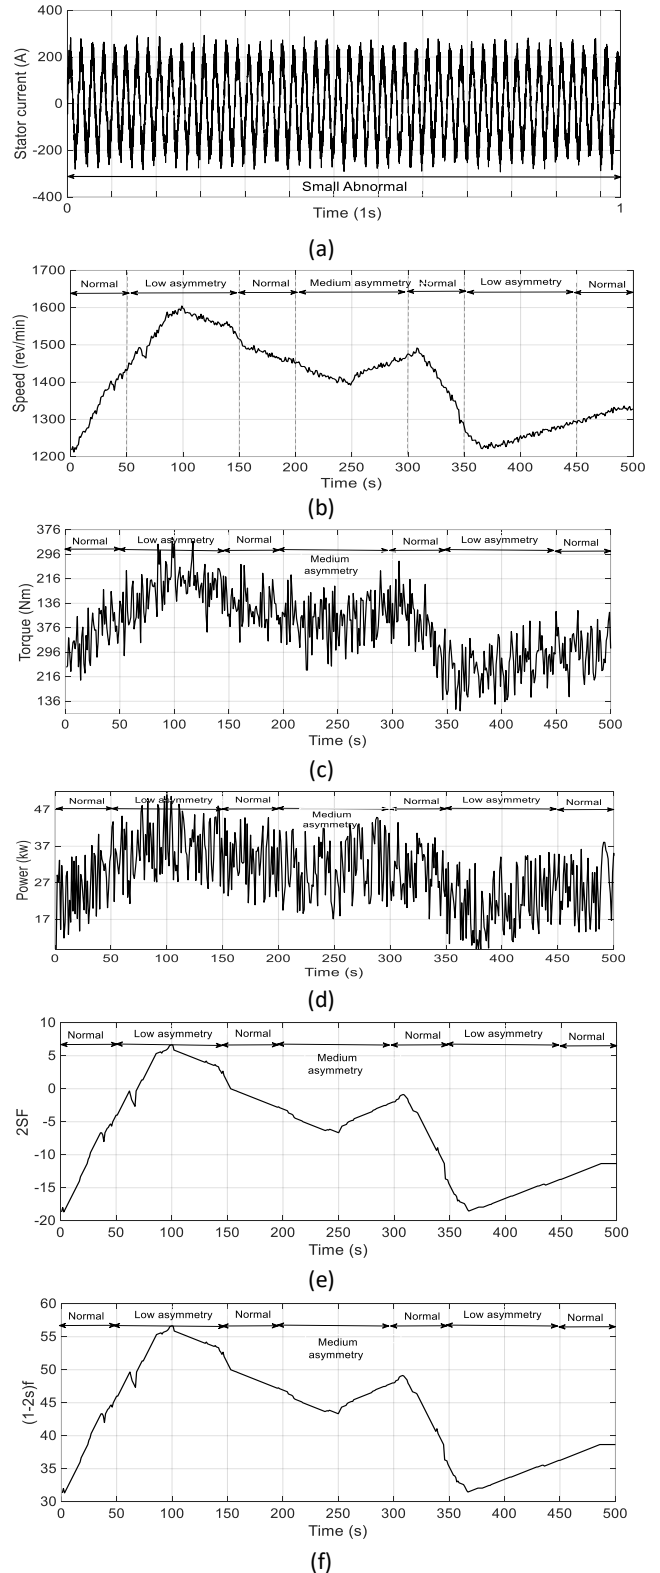 400
200
0
-200
-400
Stator current (A)
Small Abnormal
0
1
Time (1s)
(a)
1700
1600
1500
1400
1300
1200
Speed (rev/min)
Normal
Low asymmetry
Normal
Medium asymmetry
Normal
Low asymmetry
Normal
0 50 100 150 200 250 300 350 400 450 500
Time (s)
(b)
376
296
216
136
376
296
216
136
Torque (Nm)
Normal
Low asymmetry
Normal
Medium
asymmetry
Normal
Low asymmetry
Normal
0 50 100 150 200 250 300 350 400 450 500
Time (s)
(c)
47
37
27
17
Power (kw)
Normal
Low asymmetry
Normal
Medium
asymmetry
Normal
Low asymmetry
Normal
0 50 100 150 200 250 300 350 400 450 500
Time (s)
(d)
10
5
0
-5
-10
-15
-20
2SF
Normal
Low asymmetry
Normal
Medium
asymmetry
Normal
Low asymmetry
Normal
0 50 100 150 200 250 300 350 400 450 500
Time (s)
(e)
60
55
50
45
40
35
30
(1-2s)f
Normal
Low asymmetry
Normal
Medium
asymmetry
Normal
Low asymmetry
Normal
0 50 100 150 200 250 300 350 400 450 500
Time (s)
(f)